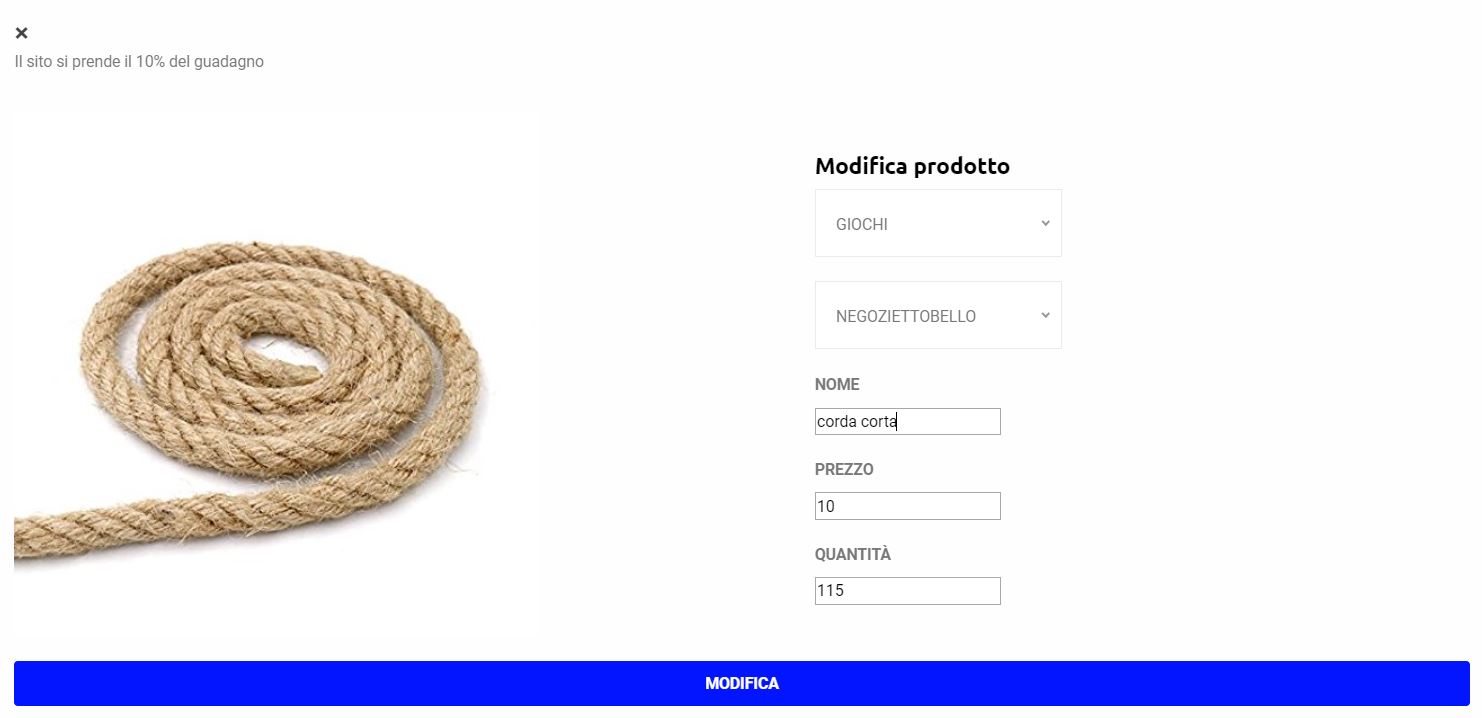 ×
Il sito si prende il 10% del guadagno
Modifica prodotto
GIOCHI
NEGOZIETTOBELLO
NOME
corda corta
PREZZO
10
QUANTITÀ
115
MODIFICA